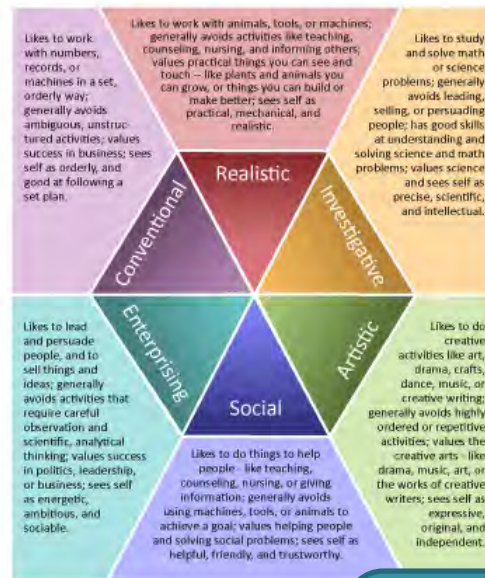 Likes to work
with numbers,
records, or
machines in a set,
orderly way;
generally avoids
ambiguous, unstruc-
tured activities; values
success in business; sees
self as orderly, and
good at following a
set plan.
Likes to work with animals, tools, or machines;
generally avoids activities like teaching,
counseling, nursing, and informing others;
values practical things you can see and
touch -- like plants and animals you
can grow, or things you can build or
make better; sees self as
practical, mechanical, and
realistic.
Likes to study
and solve math
or science
problems; generally
avoids leading,
selling, or persuading
people; has good skills
at understanding and
solving science and math
problems; values science
and sees self as
precise, scientific,
and intellectual.
Conventional
Realistic
Investigative
Enterprising
Social
Artistic
Likes to lead
and persuade
people, and to
sell things and
ideas; generally
avoids activities that
require careful
observation and
scientific, analytical
thinking; values success
in politics, leadership,
or business; sees self
as energetic,
ambitious, and
sociable.
Likes to do things to help
people - like teaching,
counseling, nursing, or giving
information; generally avoids
using machines, tools, or animals to
achieve a goal; values helping people
and solving social problems; sees self as
helpful, friendly, and trustworthy.
Likes to do
creative
activities like art,
drama, crafts,
dance, music, or
creative writing;
generally avoids highly
ordered or repetitive
activities; values the
creative arts - like
drama, music, art, or
the works of creative
writers; sees self as
expressive,
original, and
independent.